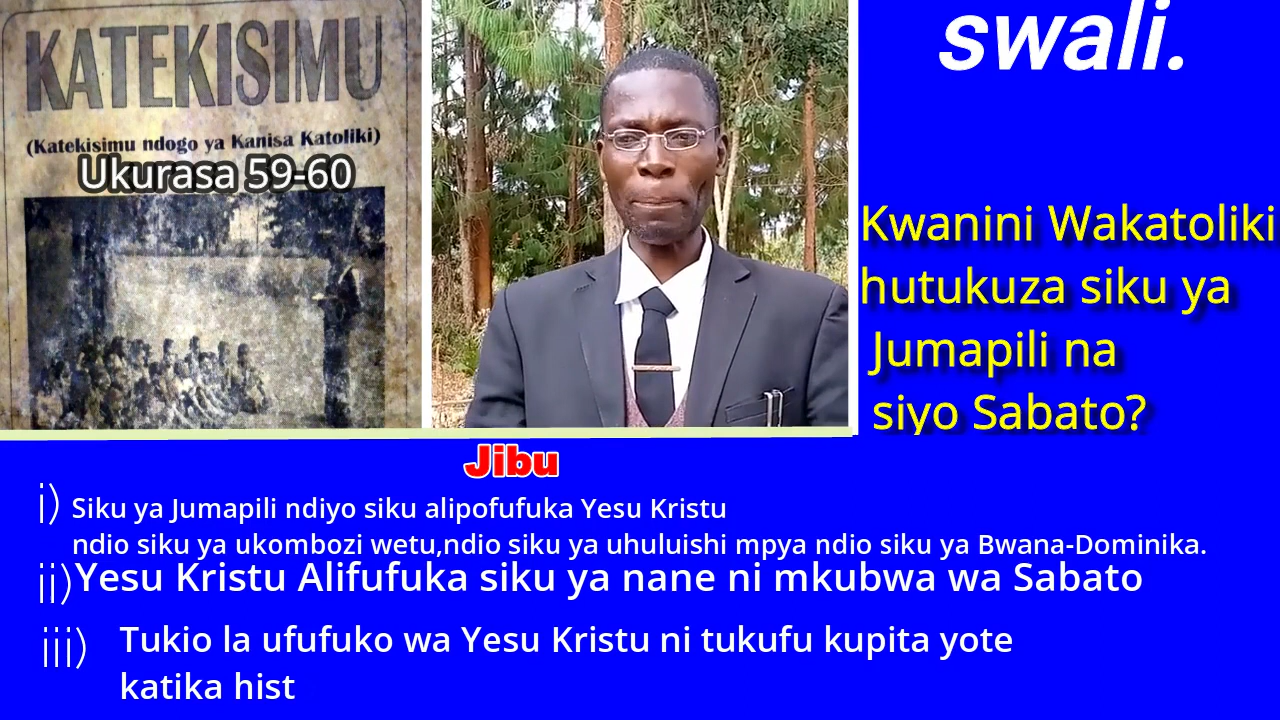 KATEKISIMU
(Katekisimu ndogo ya Kanisa Katoliki)
Ukurasa 59-60
swali.
Kwanini Wakatoliki
hutukuza siku ya
Jumapili na
siyo Sabato?
Jibu
i) Siku ya Jumapili ndiyo siku alipofufuka Yesu Kristu
ndio siku ya ukombozi wetu,ndio siku ya uhuluishi mpya ndio siku ya Bwana-Dominika.
ii)Yesu Kristu Alifufuka siku ya nane ni mkubwa wa Sabato
iii) Tukio la ufufuko wa Yesu Kristu ni tukufu kupita yote
katika hist